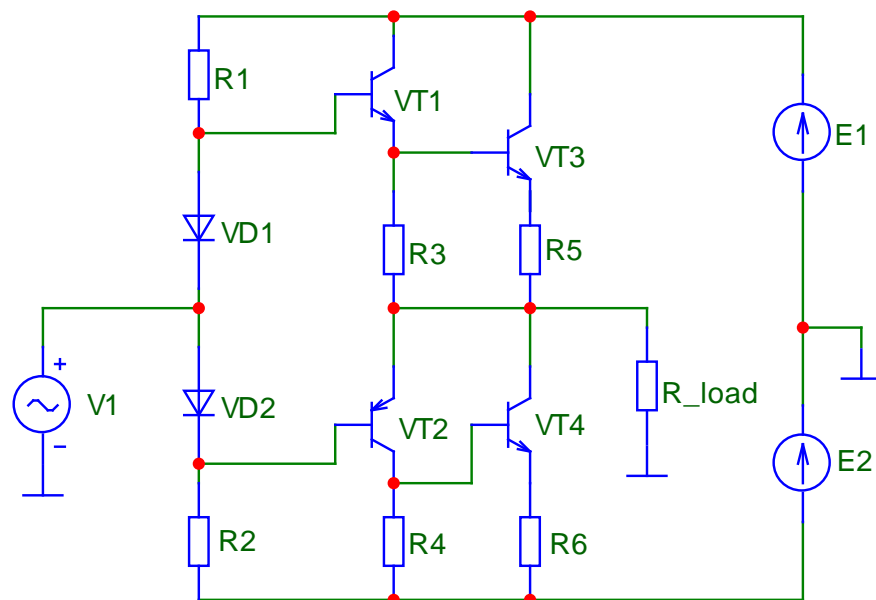 R1
VT1
E1
VT3
VD1
R3
R5
+
V1
–
VD2
VT2
VT4
R_load
E2
R2
R4
R6